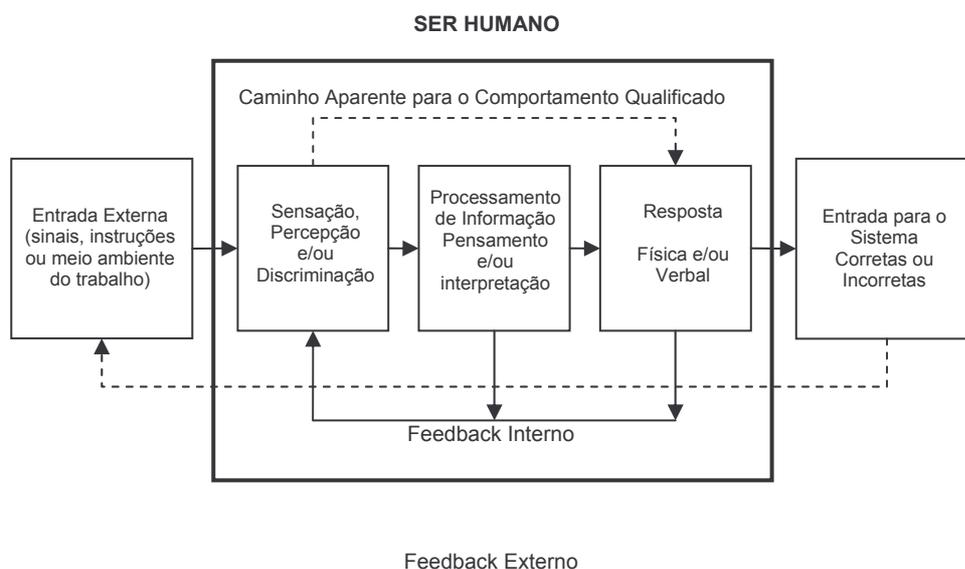 SER HUMANO
Caminho Aparente para o Comportamento Qualificado
Entrada Externa
(sinais, instruções
ou meio ambiente
do trabalho)
Sensação,
Percepção
e/ou
Discriminação
Processamento
de Informação
Pensamento
e/ou
interpretação
Resposta
Física e/ou
Verbal
Entrada para o
Sistema
Corretas ou
Incorretas
Feedback Interno
Feedback Externo